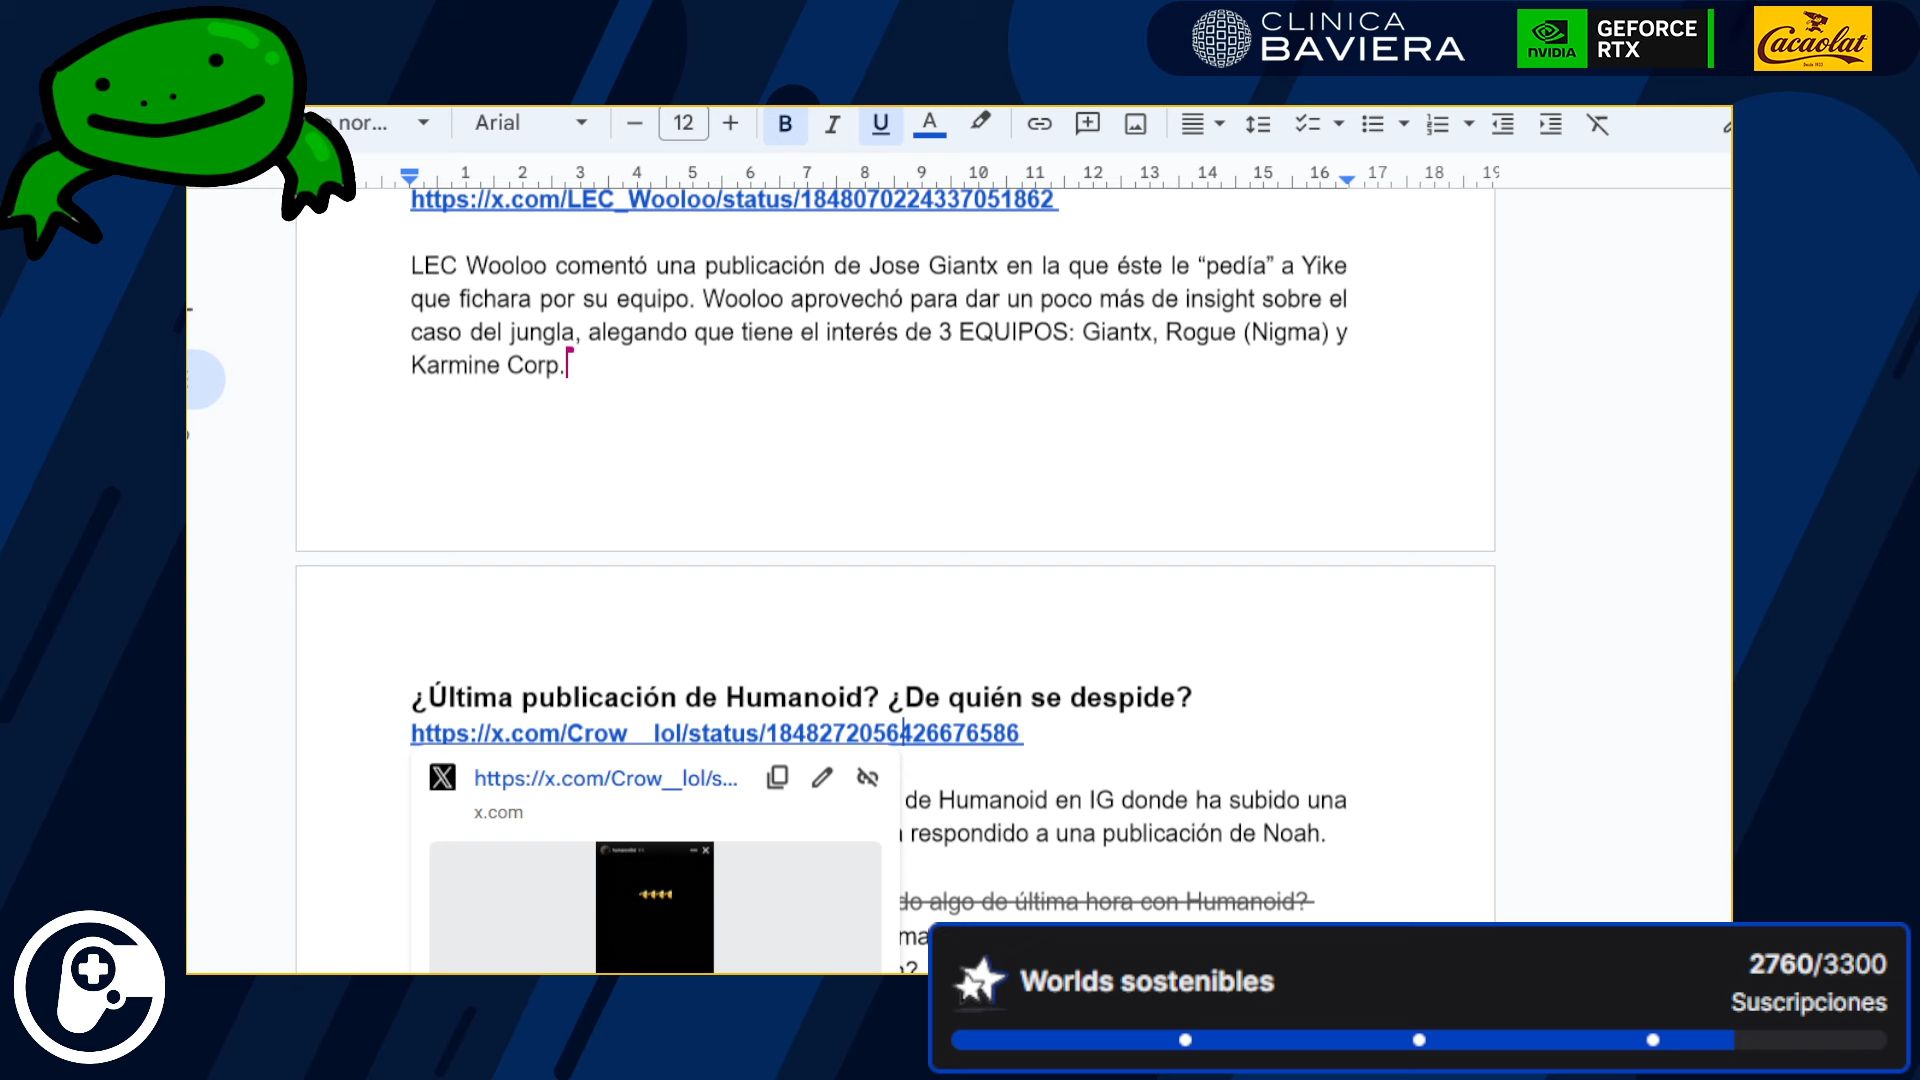 CLINICA
BAVIERA
NVIDIA
GEFORCE
RTX
Cacaolat
Desde 1933
nor...
Arial
12
B
I
U
A
1 2 3 4 5 6 7 8 9 10 11 12 13 14 15 16 17 18
https://x.com/LEC_Wooloo/status/1848070224337051862
LEC Wooloo comentó una publicación de Jose Giantx en la que éste le “pedía” a Yike
que fichara por su equipo. Wooloo aprovechó para dar un poco más de insight sobre el
caso del jungla, alegando que tiene el interés de 3 EQUIPOS: Giantx, Rogue (Nigma) y
Karmine Corp.
¿Última publicación de Humanoid? ¿De quién se despide?
https://x.com/Crow__lol/status/1848272056426676586
https://x.com/Crow__lol/s...
x.com
de Humanoid en IG donde ha subido una
respondido a una publicación de Noah.
do algo de última hora con Humanoid?
Worlds sostenibles
2760/3300
Suscripciones